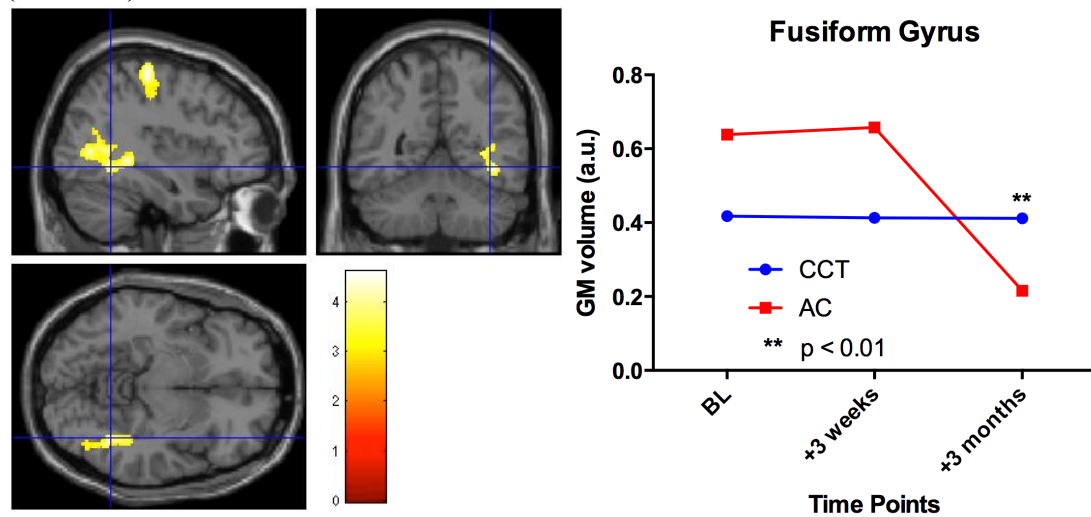 4
3
2
1
0
Fusiform Gyrus
GM volume (a.u.)
0.8
0.6
0.4
0.2
0.0
**
CCT
AC
** p < 0.01
BL
+3 weeks
+3 months
Time Points